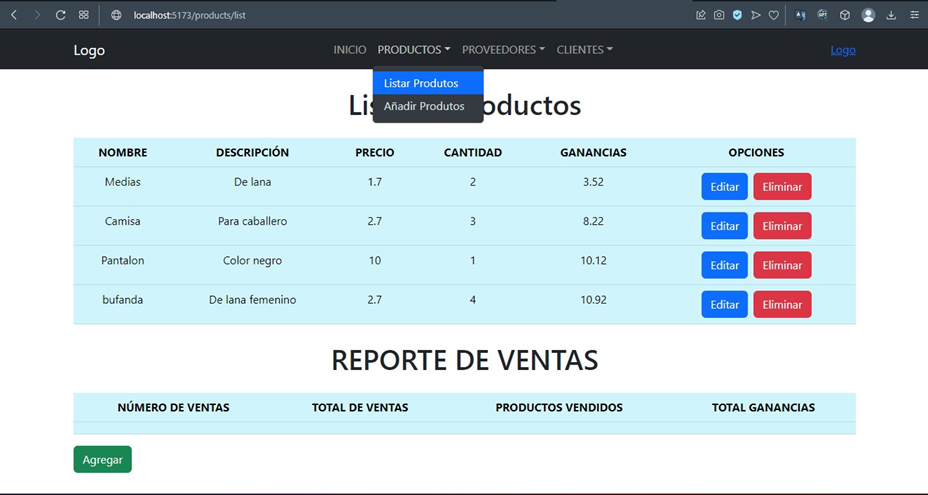 localhost:5173/products/list
Logo INICIO PRODUCTOS PROVEEDORES CLIENTES Logo
Listar Produtos
Añadir Produtos
Lis oductos
NOMBRE DESCRIPCIÓN PRECIO CANTIDAD GANANCIAS OPCIONES
Medias De lana 1.7 2 3.52 Editar Eliminar
Camisa Para caballero 2.7 3 8.22 Editar Eliminar
Pantalon Color negro 10 1 10.12 Editar Eliminar
bufanda De lana femenino 2.7 4 10.92 Editar Eliminar
REPORTE DE VENTAS
NÚMERO DE VENTAS TOTAL DE VENTAS PRODUCTOS VENDIDOS TOTAL GANANCIAS
Agregar